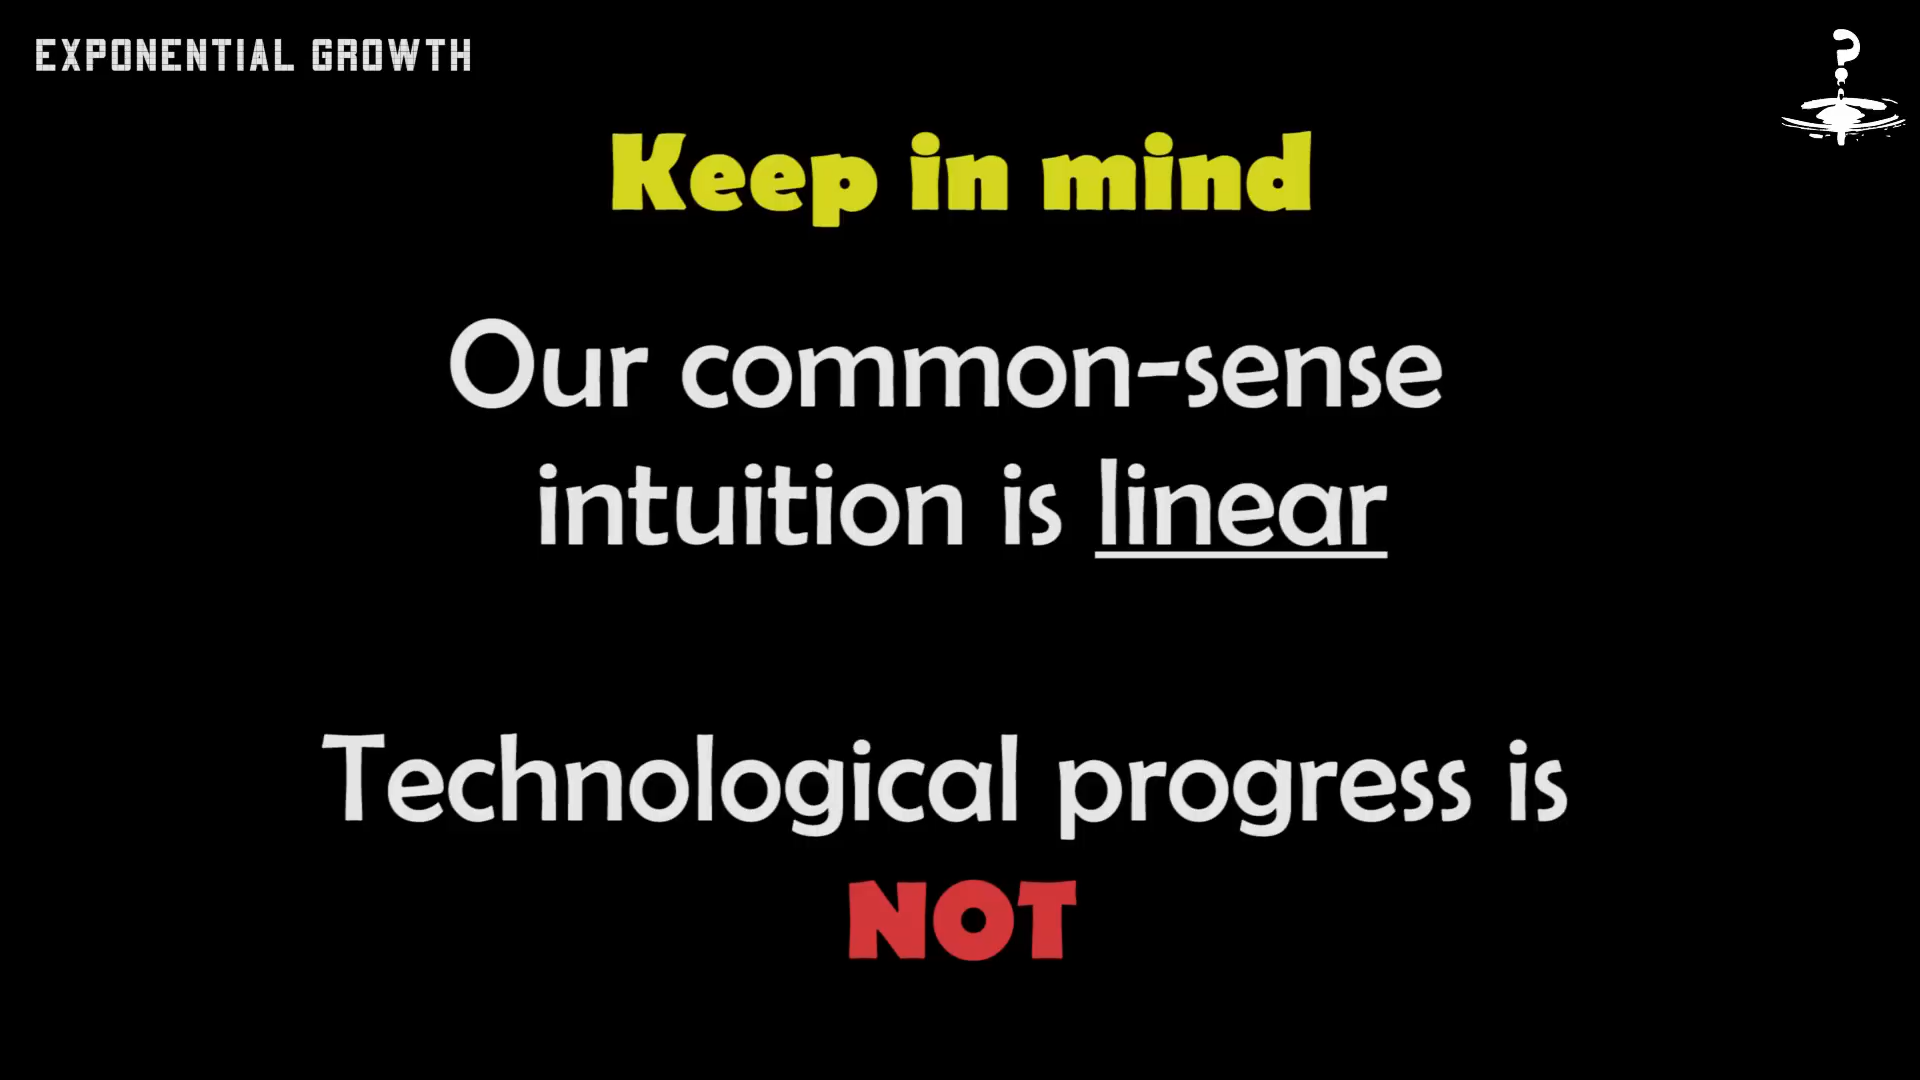 EXPONENTIAL GROWTH
Keep in mind
Our common-sense
intuition is linear
Technological progress is
NOT